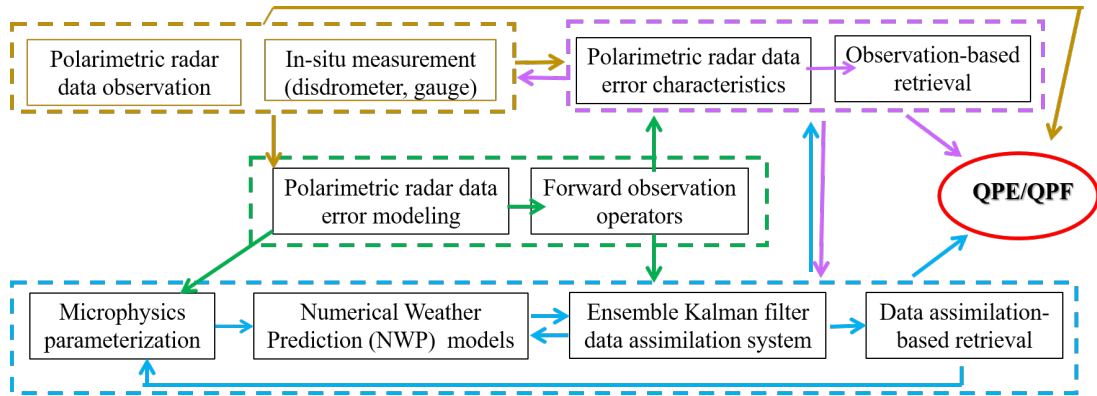 Polarimetric radar
data observation
In-situ measurement
(disdrometer, gauge)
Polarimetric radar data
error characteristics
Observation-based
retrieval
Polarimetric radar data
error modeling
Forward observation
operators
QPE/QPF
Microphysics
parameterization
Numerical Weather
Prediction (NWP) models
Ensemble Kalman filter
data assimilation system
Data assimilation-
based retrieval